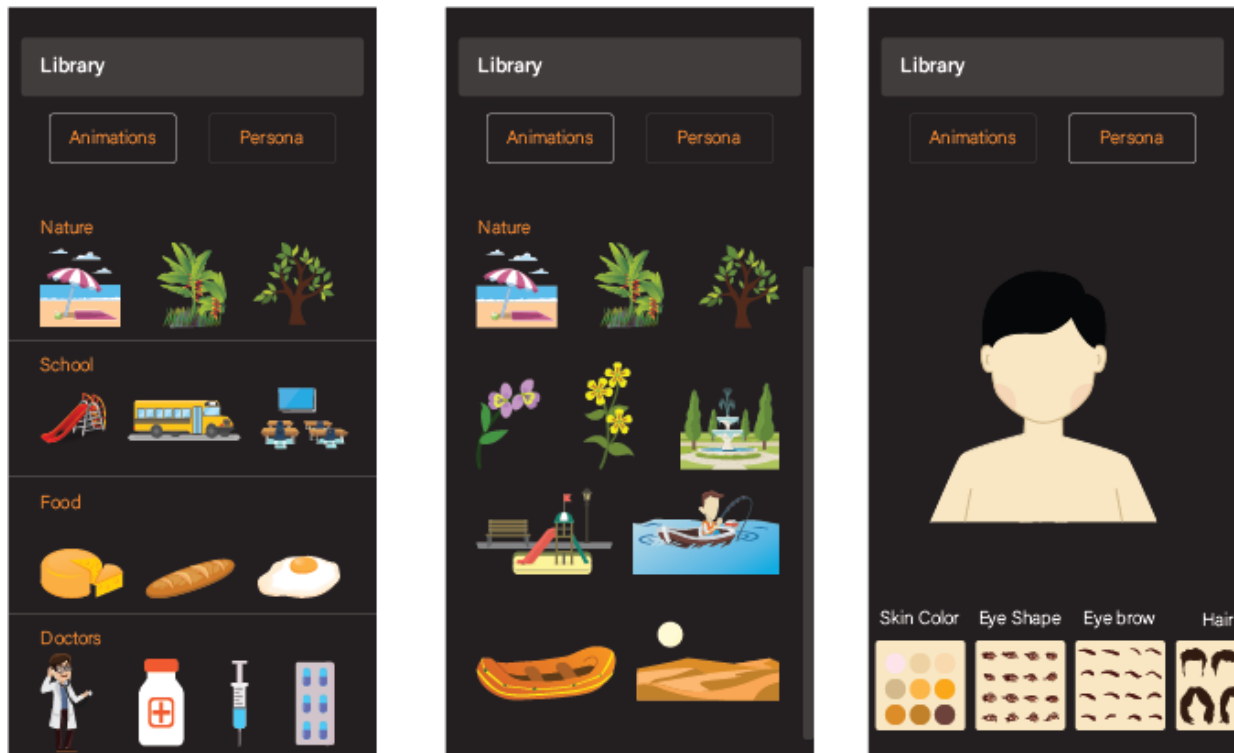 Library
Animations Persona
Nature
School
Food
Doctors
Library
Animations Persona
Nature
Library
Animations Persona
Skin Color Eye Shape Eye brow Hair